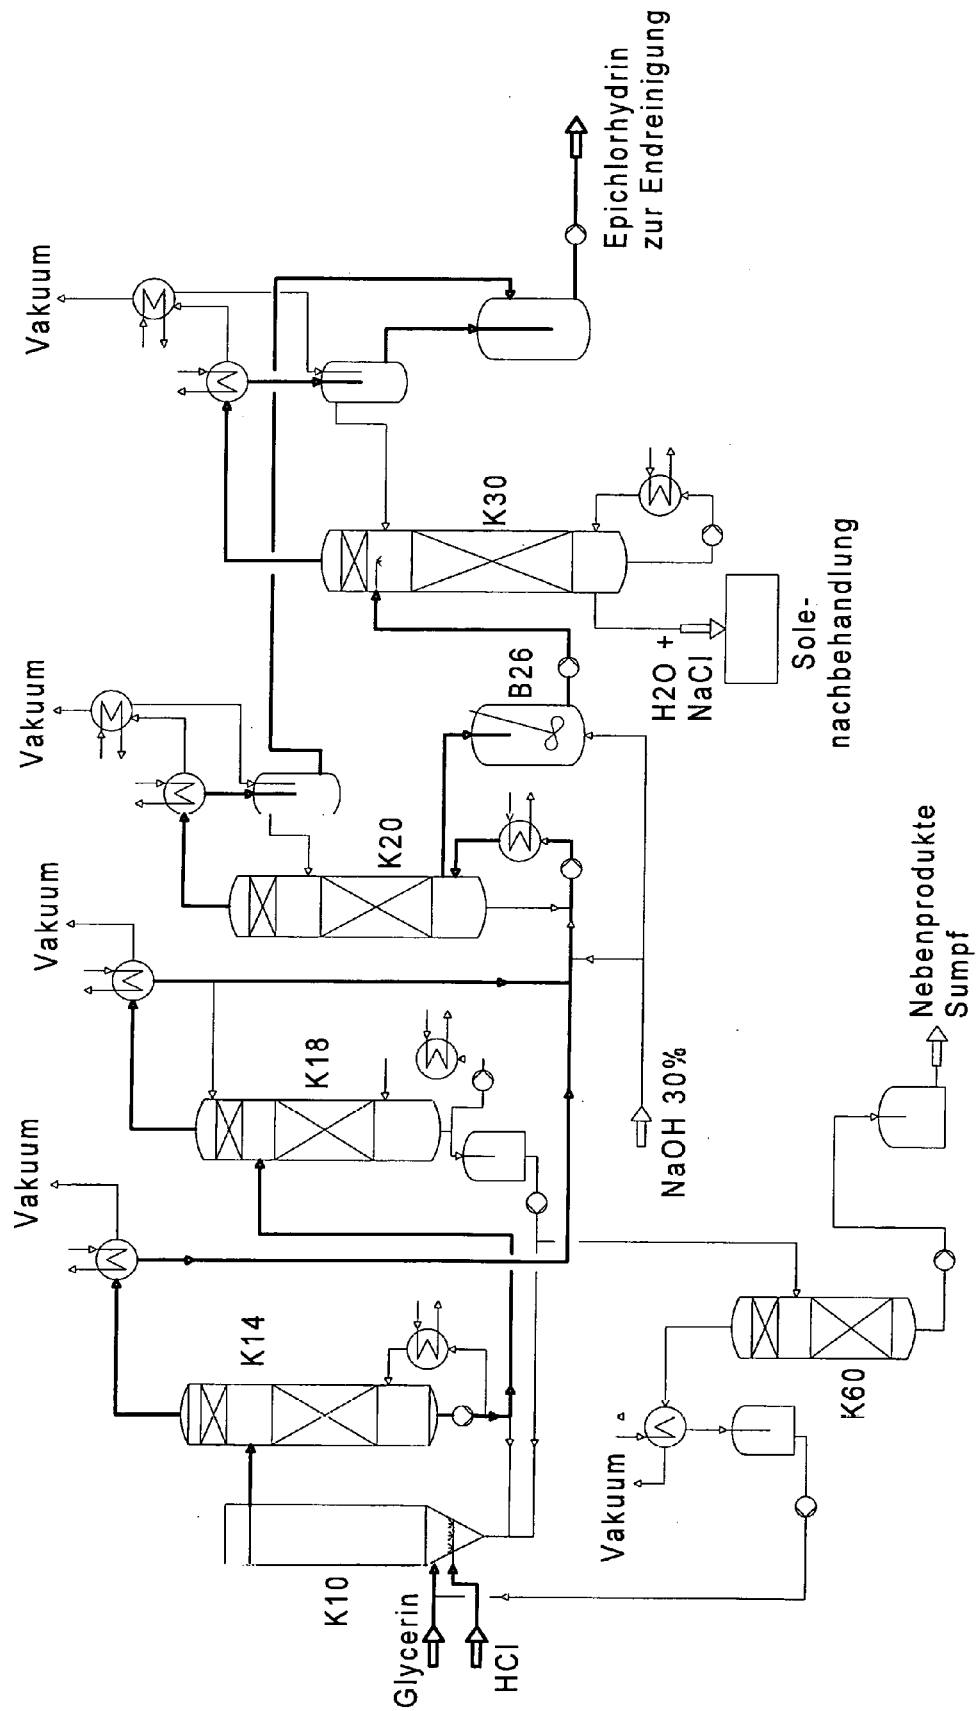 Glycerin
HCl
K10
K14
Vakuum
K18
Vakuum
K20
Vakuum
B26
K30
Vakuum
Epichlorhydrin
zur Endreinigung
H2O +
NaCl
Sole-
nachbehandlung
NaOH 30%
Vakuum
K60
Nebenprodukte
Sumpf